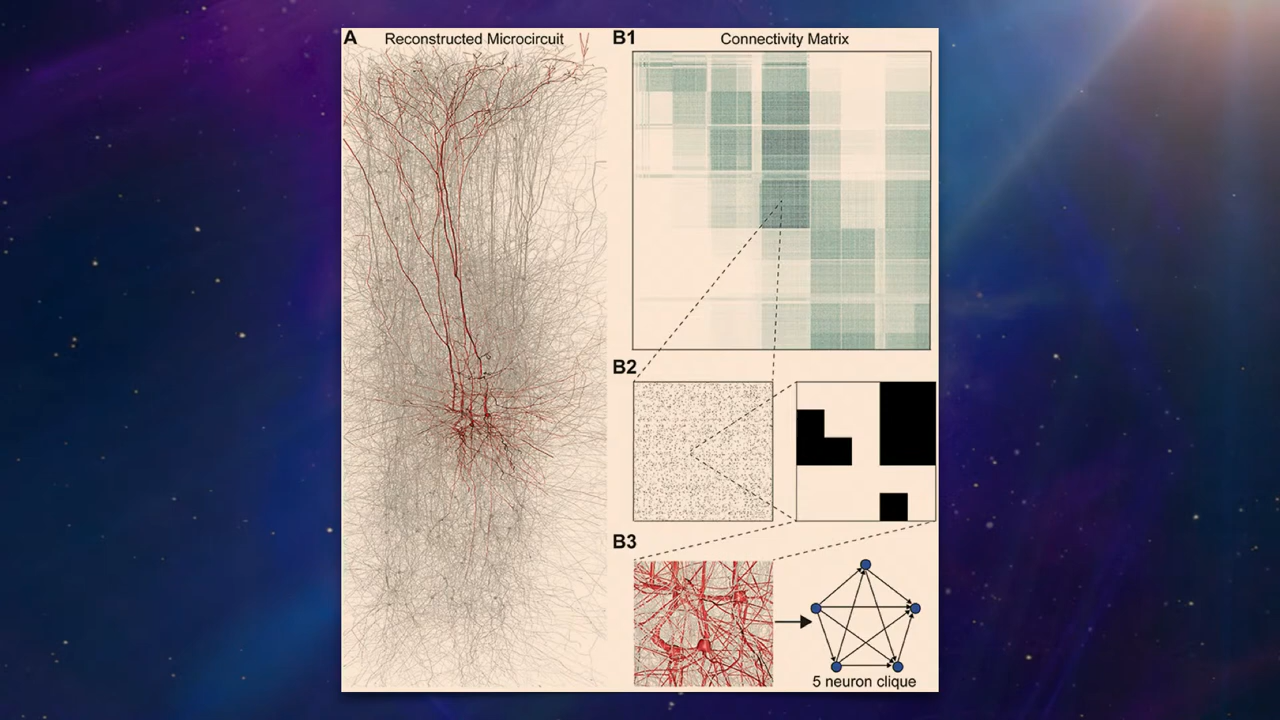 A
Reconstructed Microcircuit
B1
Connectivity Matrix
B2
B3
5 neuron clique